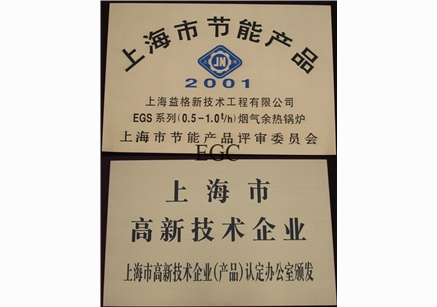 上海市节能产品
JN
2001
上海益格新技术工程有限公司
EGS 系列(0.5-1.0t/h)烟气余热锅炉
上海市节能产品评审委员会
EGC
上海市
高新技术企业
上海市高新技术企业(产品)认定办公室颁发